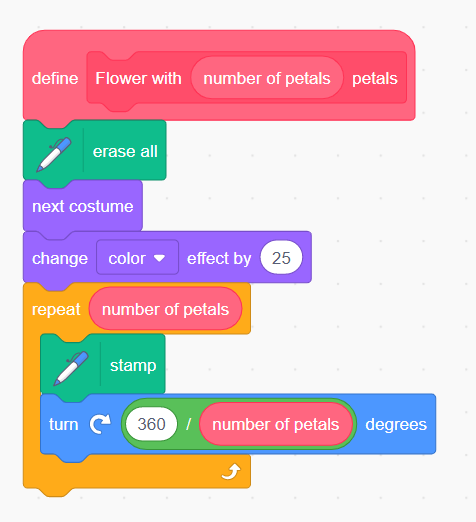 define Flower with number of petals petals
erase all
next costume
change color effect by 25
repeat number of petals
stamp
turn 360 / number of petals degrees